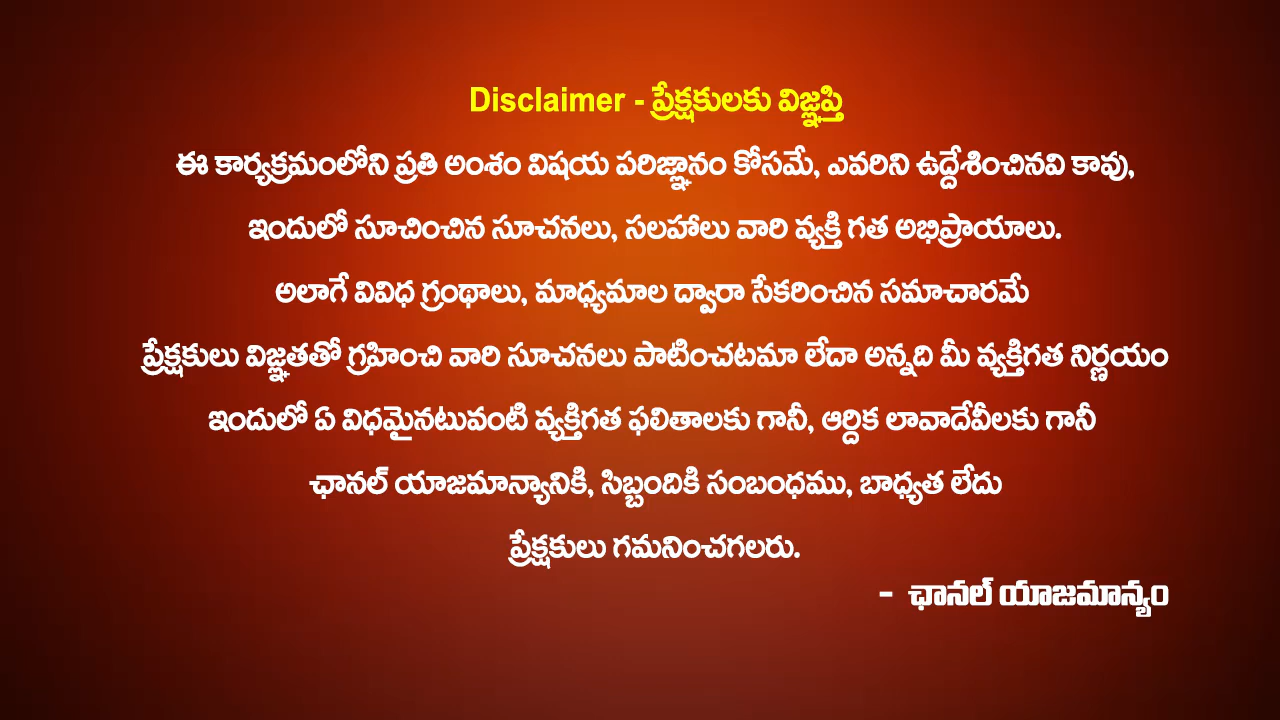 Disclaimer - ప్రేక్షకులకు విజ్ఞప్తి
ఈ కార్యక్రమంలోని ప్రతి అంశం విషయ పరిజ్ఞానం కోసమే, ఎవరిని ఉద్దేశించినవి కావు,
ఇందులో సూచించిన సూచనలు, సలహాలు వారి వ్యక్తి గత అభిప్రాయాలు.
అలాగే వివిధ గ్రంథాలు, మాధ్యమాల ద్వారా సేకరించిన సమాచారమే
ప్రేక్షకులు విజ్ఞతతో గ్రహించి వారి సూచనలు పాటించటమా లేదా అన్నది మీ వ్యక్తిగత నిర్ణయం
ఇందులో ఏ విధమైనటువంటి వ్యక్తిగత ఫలితాలకు గానీ, ఆర్దిక లావాదేవీలకు గానీ
ఛానల్ యాజమాన్యానికి, సిబ్బందికి సంబంధము, బాధ్యత లేదు
ప్రేక్షకులు గమనించగలరు.
- ఛానల్ యాజమాన్యం